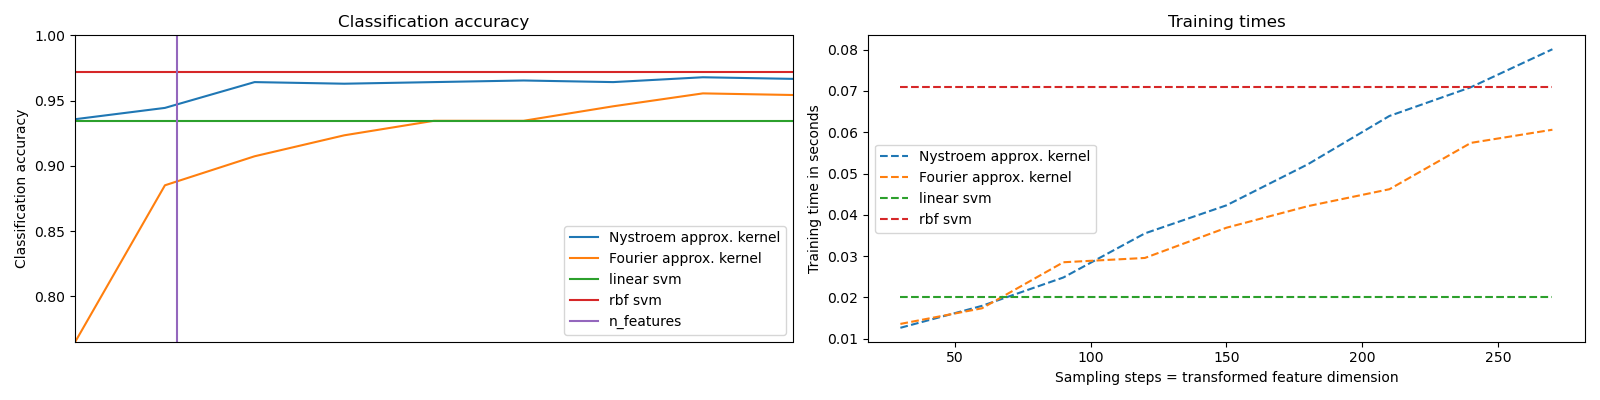 Classification accuracy
Classification accuracy
1.00
0.95
0.90
0.85
0.80
Nystroem approx. kernel
Fourier approx. kernel
linear svm
rbf svm
n_features
Training times
Training time in seconds
0.08
0.07
0.06
0.05
0.04
0.03
0.02
0.01
Nystroem approx. kernel
Fourier approx. kernel
linear svm
rbf svm
50 100 150 200 250
Sampling steps = transformed feature dimension